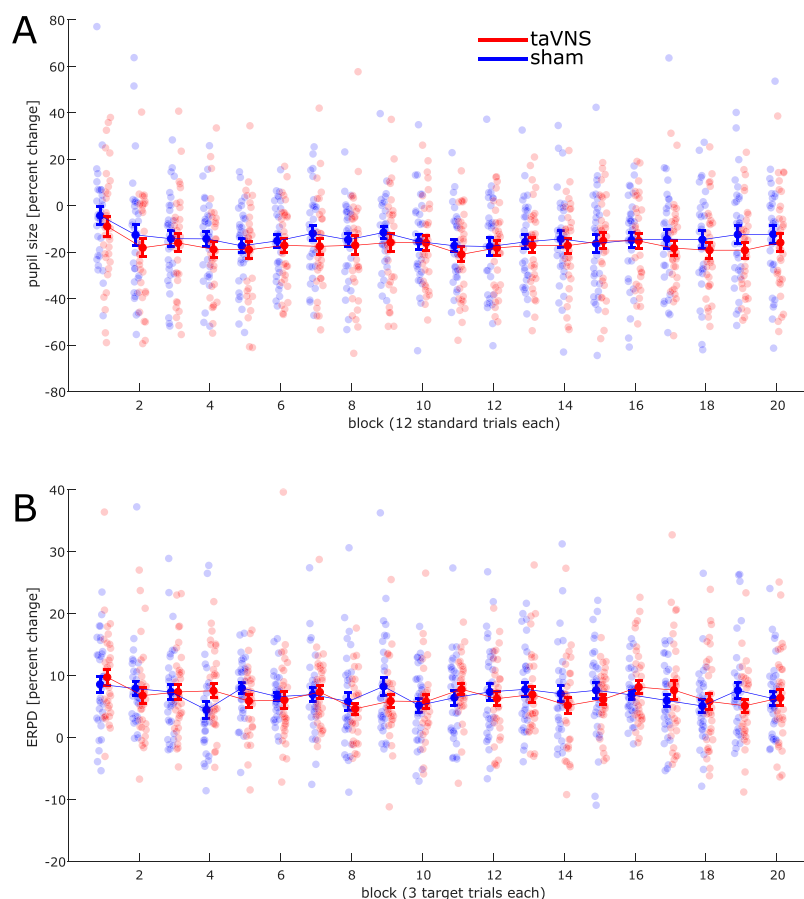 A
80
60
40
20
0
-20
-40
-60
-80
pupil size [percent change]
taVNS
sham
2 4 6 8 10 12 14 16 18 20
block (12 standard trials each)
B
40
30
20
10
0
-10
-20
ERPD [percent change]
2 4 6 8 10 12 14 16 18 20
block (3 target trials each)